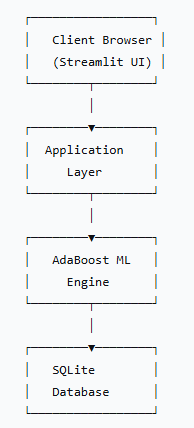 Client Browser
(Streamlit UI)
Application
Layer
AdaBoost ML
Engine
SQLite
Database